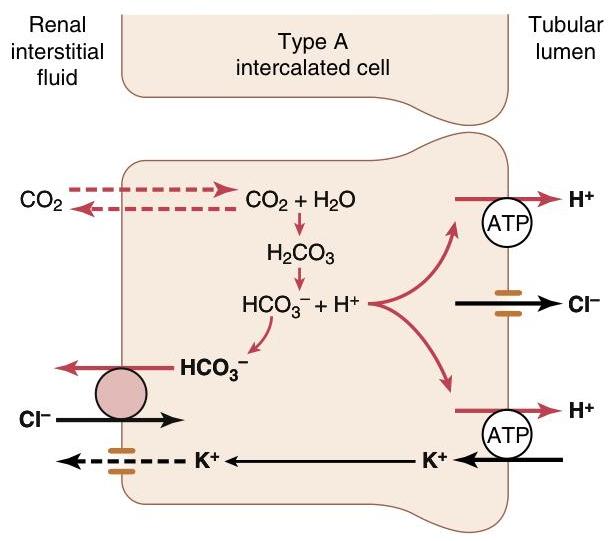 Renal
interstitial
fluid
Type A
intercalated cell
Tubular
lumen
CO₂
CO₂ + H₂O
H⁺
ATP
H₂CO₃
HCO₃⁻ + H⁺
Cl⁻
HCO₃⁻
Cl⁻
H⁺
ATP
K⁺
K⁺